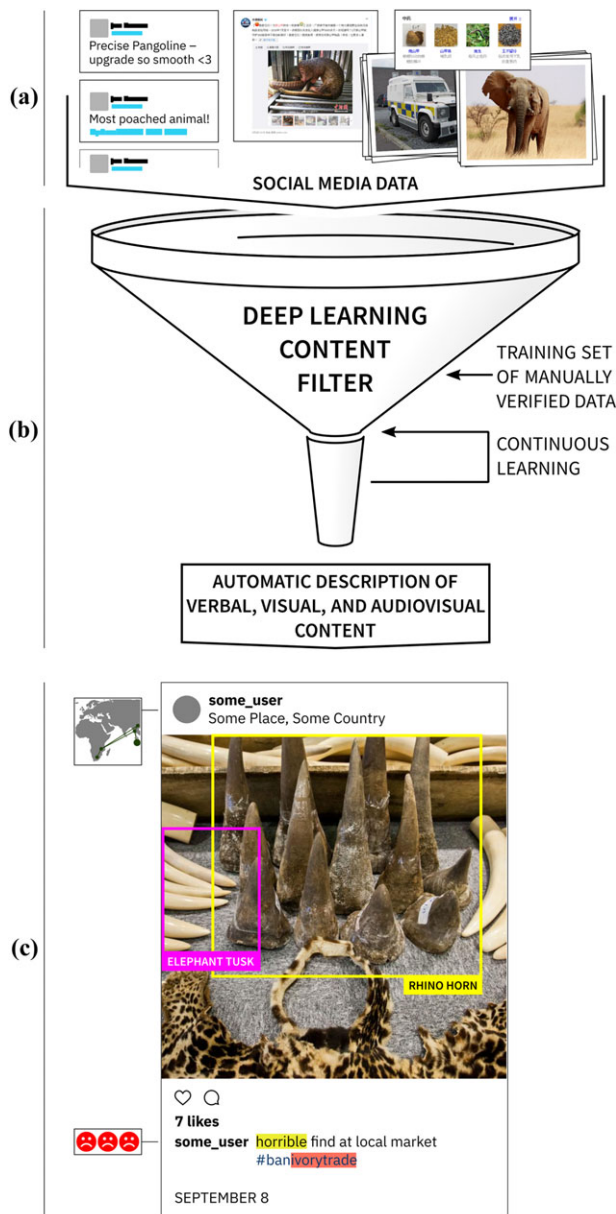 (a)
Precise Pangoline –
upgrade so smooth <3
Most poached animal!
SOCIAL MEDIA DATA
(b)
DEEP LEARNING
CONTENT
FILTER
TRAINING SET
OF MANUALLY
VERIFIED DATA
CONTINUOUS
LEARNING
AUTOMATIC DESCRIPTION OF
VERBAL, VISUAL, AND AUDIOVISUAL
CONTENT
(c)
some_user
Some Place, Some Country
ELEPHANT TUSK
RHINO HORN
7 likes
some_user horrible find at local market
#banivorytrade
SEPTEMBER 8